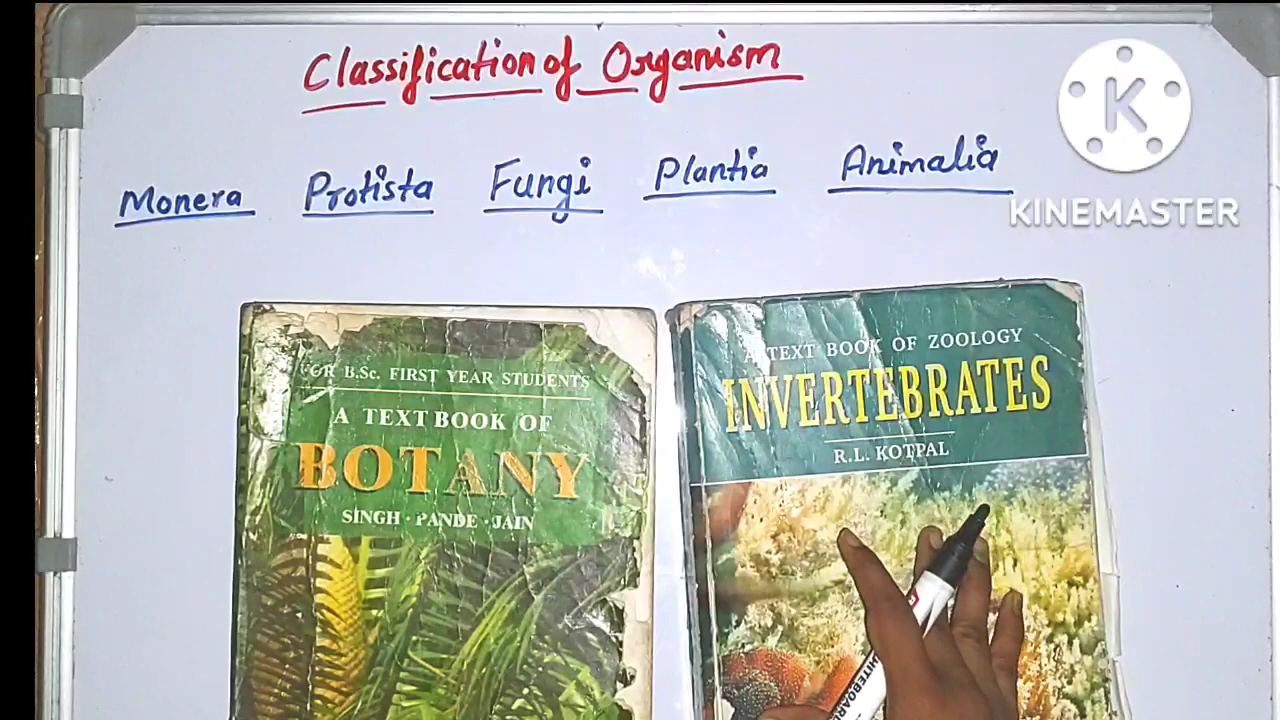 Classification of Organism
Monera Protista Fungi Plantia Animalia
K
KINEMASTER
FOR B.Sc. FIRST YEAR STUDENTS
A TEXT BOOK OF
BOTANY
SINGH · PANDE · JAIN
A TEXT BOOK OF ZOOLOGY
INVERTEBRATES
R.L. KOTPAL